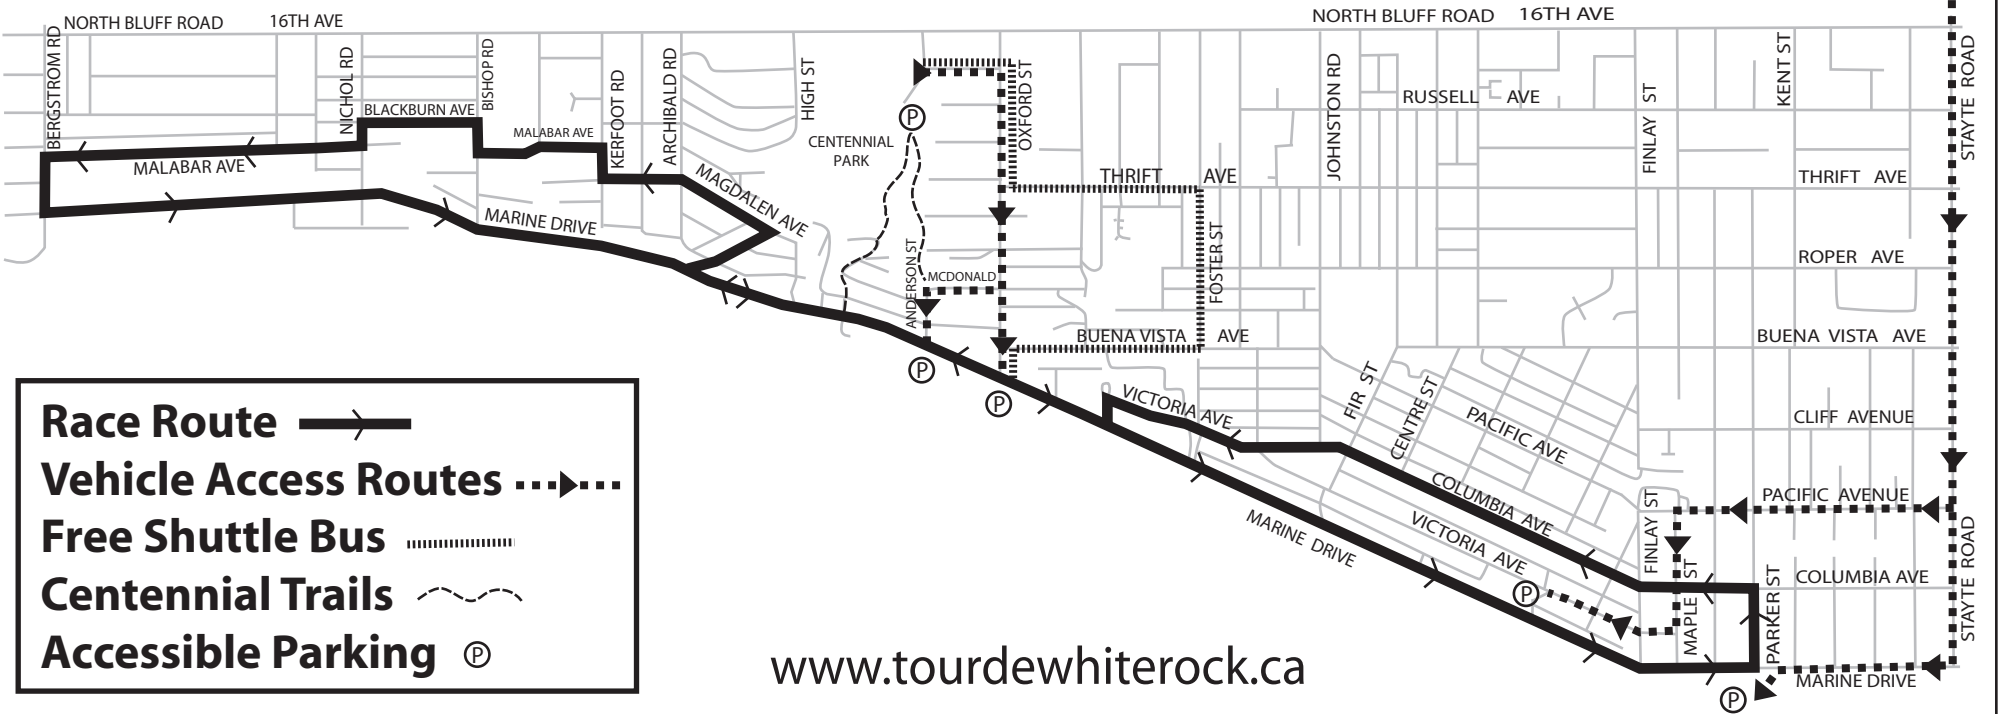 NORTH BLUFF ROAD 16TH AVE
NORTH BLUFF ROAD 16TH AVE
BERGSTROM RD
NICHOL RD
BISHOP RD
KERFOOT RD
ARCHIBALD RD
HIGH ST
OXFORD ST
JOHNSTON RD
FINLAY ST
KENT ST
STAYTE ROAD
RUSSELL AVE
BLACKBURN AVE
MALABAR AVE
P
CENTENNIAL
PARK
MALABAR AVE
MAGDALEN AVE
THRIFT AVE
THRIFT AVE
MARINE DRIVE
ANDERSON ST
MCDONALD
FOSTER ST
ROPER AVE
BUENA VISTA AVE
BUENA VISTA AVE
P
P
VICTORIA AVE
FIR ST
CENTRE ST
PACIFIC AVE
CLIFF AVENUE
COLUMBIA AVE
VICTORIA AVE
MARINE DRIVE
FINLAY ST
PACIFIC AVENUE
STAYTE ROAD
P
MAPLE ST
PARKER ST
COLUMBIA AVE
MARINE DRIVE
P
Race Route
Vehicle Access Routes
Free Shuttle Bus
Centennial Trails
Accessible Parking P
www.tourdewhiterock.ca